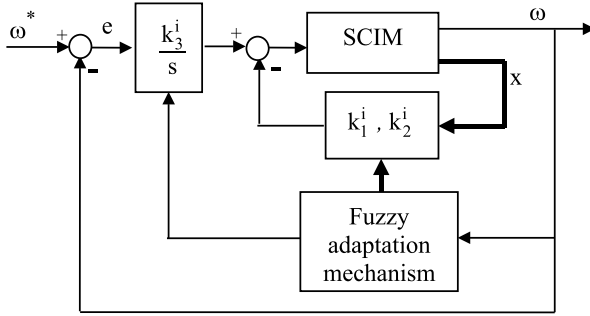 ω*
+
-
e
k₃ⁱ
s
+
-
SCIM
ω
x
k₁ⁱ , k₂ⁱ
Fuzzy
adaptation
mechanism